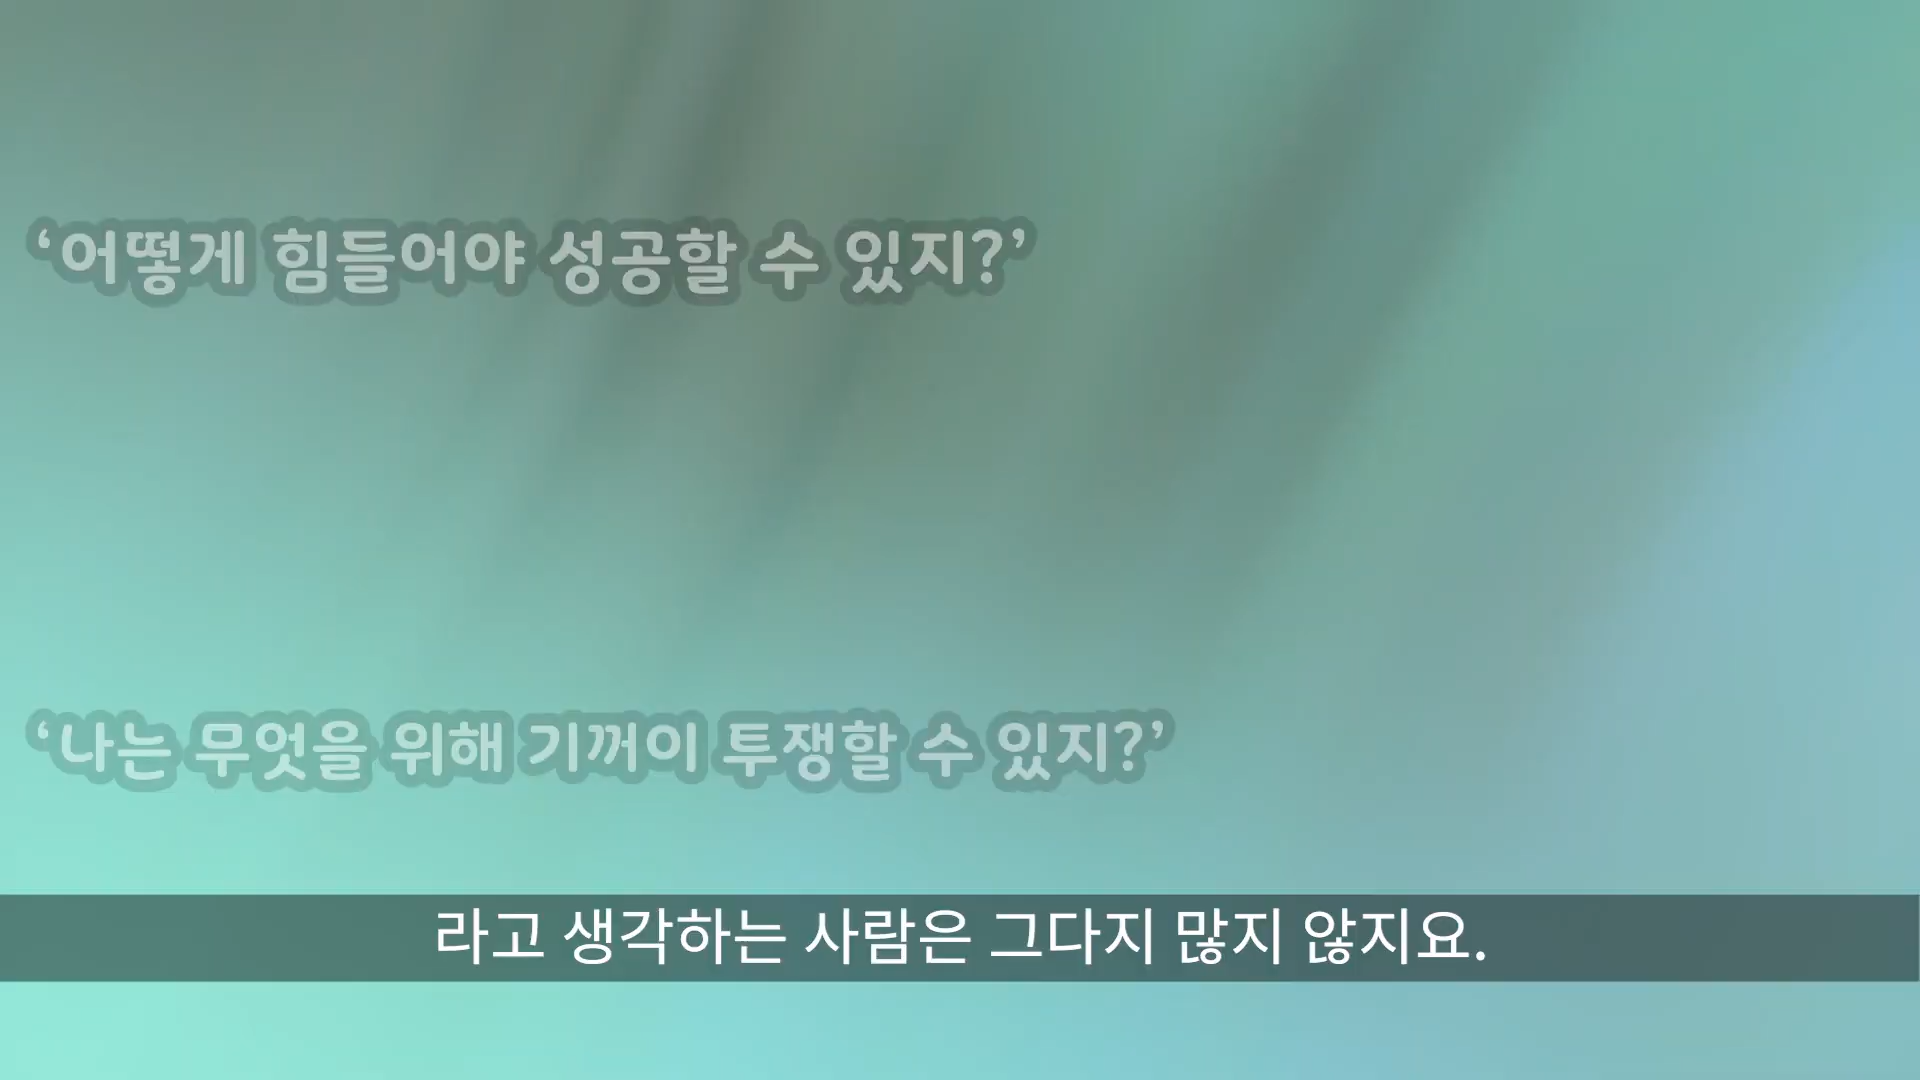 ‘어떻게 힘들어야 성공할 수 있지?’
‘나는 무엇을 위해 기꺼이 투쟁할 수 있지?’
라고 생각하는 사람은 그다지 많지 않지요.